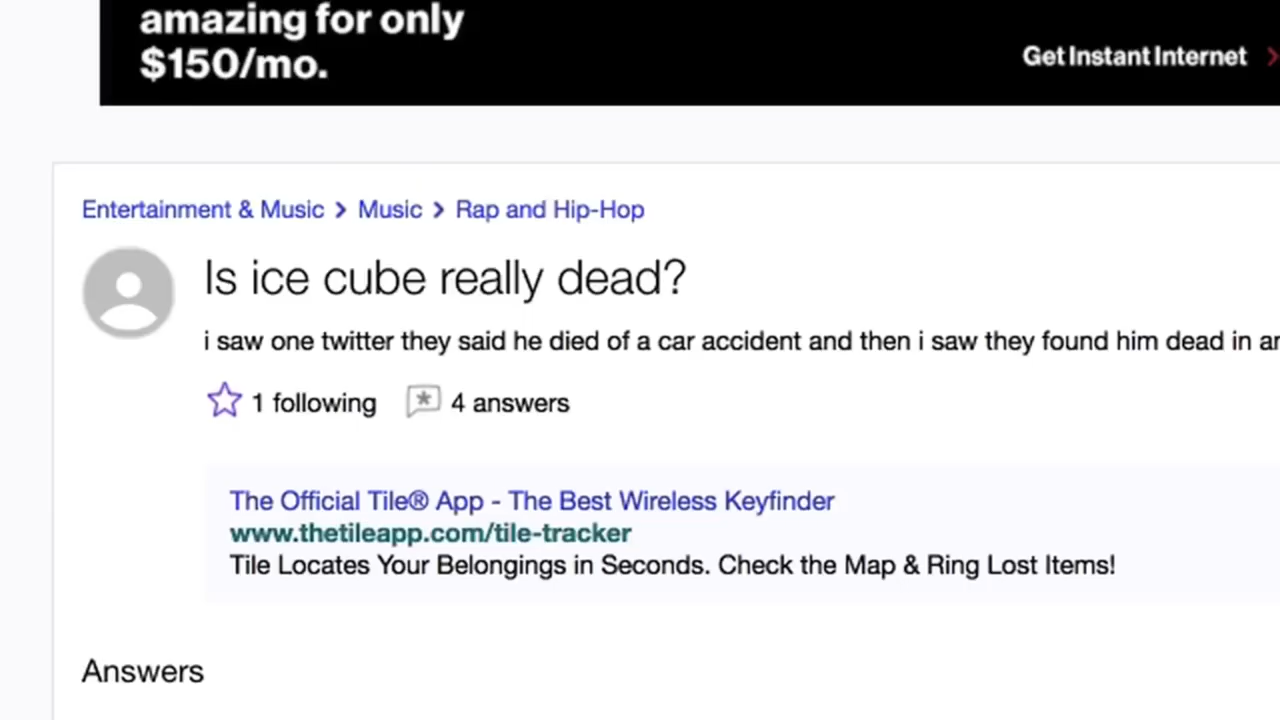 amazing for only
$150/mo.
Get Instant Internet
Entertainment & Music > Music > Rap and Hip-Hop
Is ice cube really dead?
i saw one twitter they said he died of a car accident and then i saw they found him dead in
1 following 4 answers
The Official Tile® App - The Best Wireless Keyfinder
www.thetileapp.com/tile-tracker
Tile Locates Your Belongings in Seconds. Check the Map & Ring Lost Items!
Answers